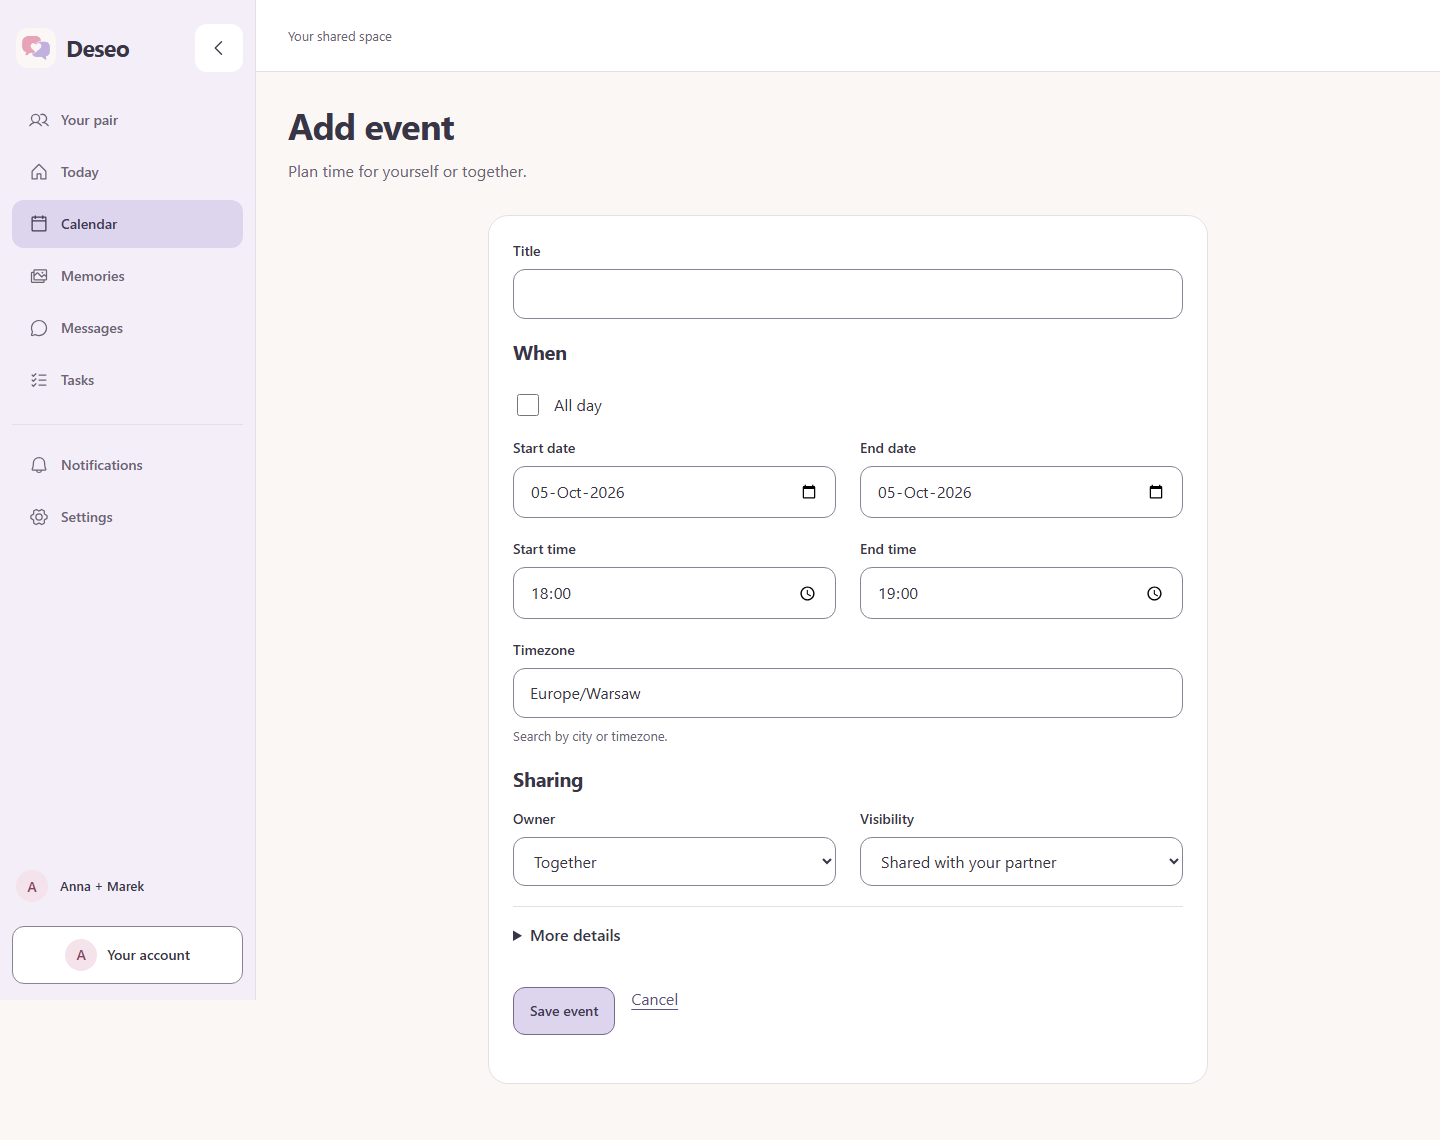 Deseo
Your pair
Today
Calendar
Memories
Messages
Tasks
Notifications
Settings
A Anna + Marek
A Your account
Your shared space
Add event
Plan time for yourself or together.
Title
When
All day
Start date End date
05-Oct-2026 05-Oct-2026
Start time End time
18:00 19:00
Timezone
Europe/Warsaw
Search by city or timezone.
Sharing
Owner Visibility
Together Shared with your partner
More details
Save event Cancel